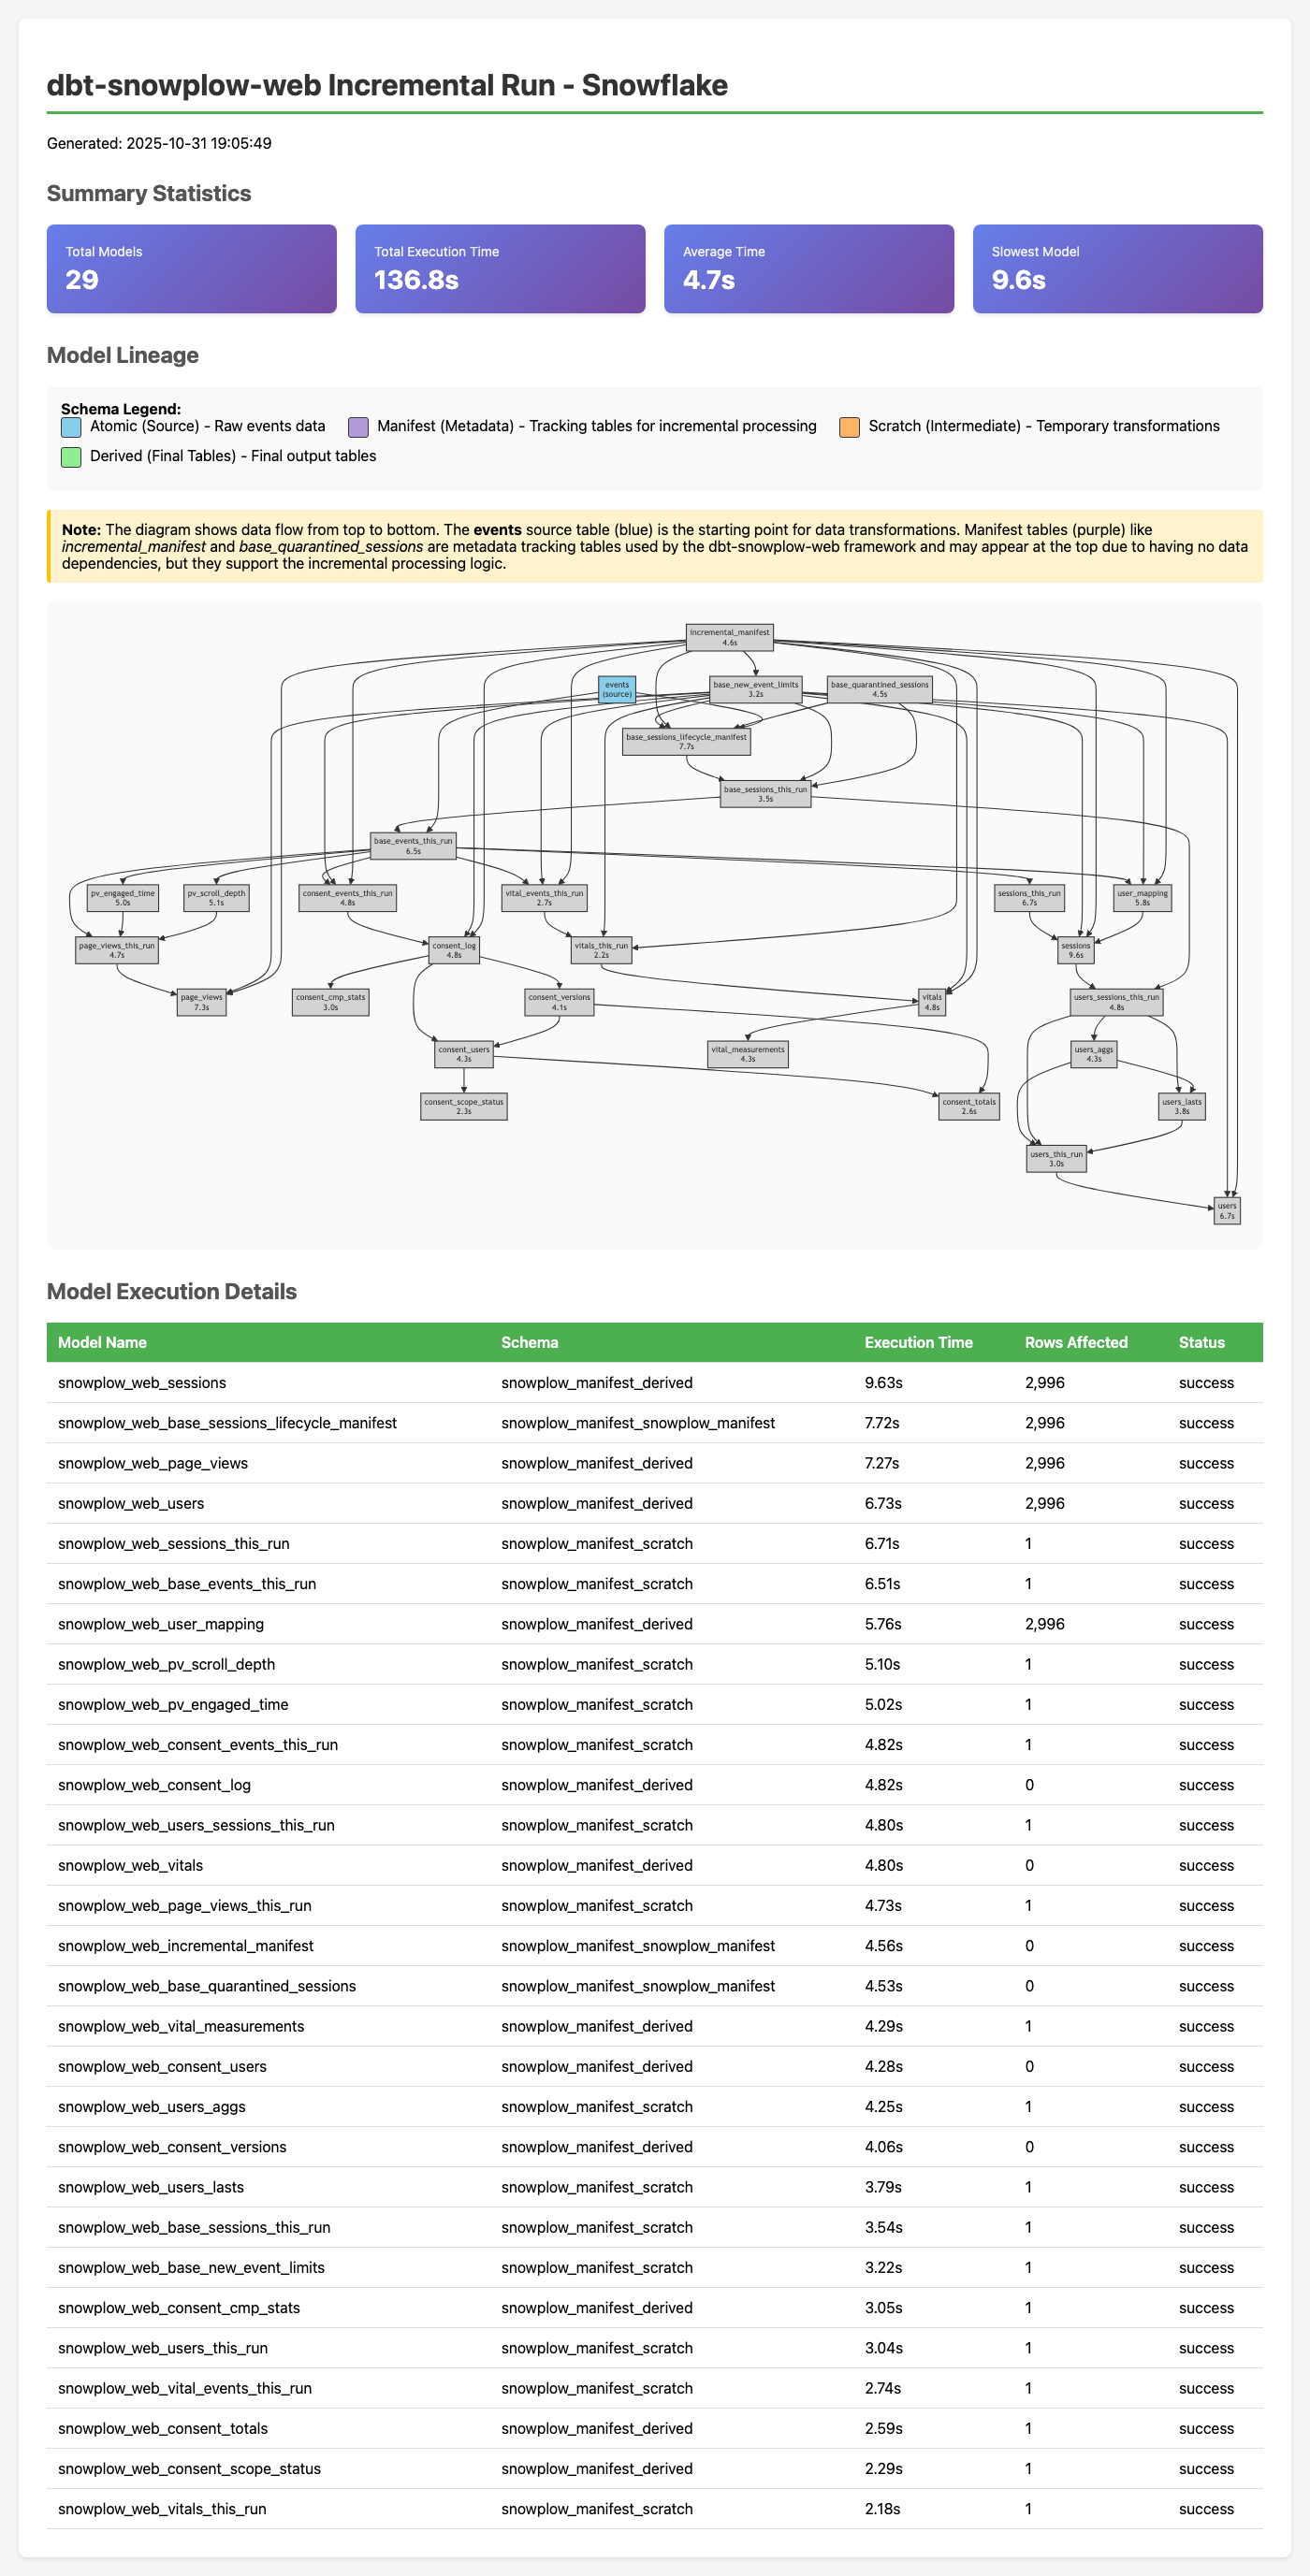 dbt-snowplow-web Incremental Run - Snowflake
Generated: 2025-10-31 19:05:49
Summary Statistics
Total Models
29
Total Execution Time
136.8s
Average Time
4.7s
Slowest Model
9.6s
Model Lineage
Schema Legend:
Atomic (Source) - Raw events data
Manifest (Metadata) - Tracking tables for incremental processing
Scratch (Intermediate) - Temporary transformations
Derived (Final Tables) - Final output tables
Note: The diagram shows data flow from top to bottom. The events source table (blue) is the starting point for data transformations. Manifest tables (purple) like
incremental_manifest and base_quarantined_sessions are metadata tracking tables used by the dbt-snowplow-web framework and may appear at the top due to having no data
dependencies, but they support the incremental processing logic.
incremental_manifest
4.6s
events
(source)
base_new_event_limits
3.2s
base_quarantined_sessions
4.5s
base_sessions_lifecycle_manifest
7.7s
base_sessions_this_run
3.5s
base_events_this_run
6.5s
pv_engaged_time
5.0s
pv_scroll_depth
5.1s
consent_events_this_run
4.8s
vital_events_this_run
2.7s
sessions_this_run
6.7s
user_mapping
5.8s
page_views_this_run
4.7s
consent_log
4.8s
vitals_this_run
2.2s
sessions
9.6s
page_views
7.3s
consent_cmp_stats
3.0s
consent_versions
4.1s
vitals
4.8s
users_sessions_this_run
4.8s
consent_users
4.3s
vital_measurements
4.3s
users_aggs
4.3s
consent_scope_status
2.3s
consent_totals
2.6s
users_lasts
3.8s
users_this_run
3.0s
users
6.7s
Model Execution Details
Model Name Schema Execution Time Rows Affected Status
snowplow_web_sessions snowplow_manifest_derived 9.63s 2,996 success
snowplow_web_base_sessions_lifecycle_manifest snowplow_manifest_snowplow_manifest 7.72s 2,996 success
snowplow_web_page_views snowplow_manifest_derived 7.27s 2,996 success
snowplow_web_users snowplow_manifest_derived 6.73s 2,996 success
snowplow_web_sessions_this_run snowplow_manifest_scratch 6.71s 1 success
snowplow_web_base_events_this_run snowplow_manifest_scratch 6.51s 1 success
snowplow_web_user_mapping snowplow_manifest_derived 5.76s 2,996 success
snowplow_web_pv_scroll_depth snowplow_manifest_scratch 5.10s 1 success
snowplow_web_pv_engaged_time snowplow_manifest_scratch 5.02s 1 success
snowplow_web_consent_events_this_run snowplow_manifest_scratch 4.82s 1 success
snowplow_web_consent_log snowplow_manifest_derived 4.82s 0 success
snowplow_web_users_sessions_this_run snowplow_manifest_scratch 4.80s 1 success
snowplow_web_vitals snowplow_manifest_derived 4.80s 0 success
snowplow_web_page_views_this_run snowplow_manifest_scratch 4.73s 1 success
snowplow_web_incremental_manifest snowplow_manifest_snowplow_manifest 4.56s 0 success
snowplow_web_base_quarantined_sessions snowplow_manifest_snowplow_manifest 4.53s 0 success
snowplow_web_vital_measurements snowplow_manifest_derived 4.29s 1 success
snowplow_web_consent_users snowplow_manifest_derived 4.28s 0 success
snowplow_web_users_aggs snowplow_manifest_scratch 4.25s 1 success
snowplow_web_consent_versions snowplow_manifest_derived 4.06s 0 success
snowplow_web_users_lasts snowplow_manifest_scratch 3.79s 1 success
snowplow_web_base_sessions_this_run snowplow_manifest_scratch 3.54s 1 success
snowplow_web_base_new_event_limits snowplow_manifest_scratch 3.22s 1 success
snowplow_web_consent_cmp_stats snowplow_manifest_derived 3.05s 1 success
snowplow_web_users_this_run snowplow_manifest_scratch 3.04s 1 success
snowplow_web_vital_events_this_run snowplow_manifest_scratch 2.74s 1 success
snowplow_web_consent_totals snowplow_manifest_derived 2.59s 1 success
snowplow_web_consent_scope_status snowplow_manifest_derived 2.29s 1 success
snowplow_web_vitals_this_run snowplow_manifest_scratch 2.18s 1 success